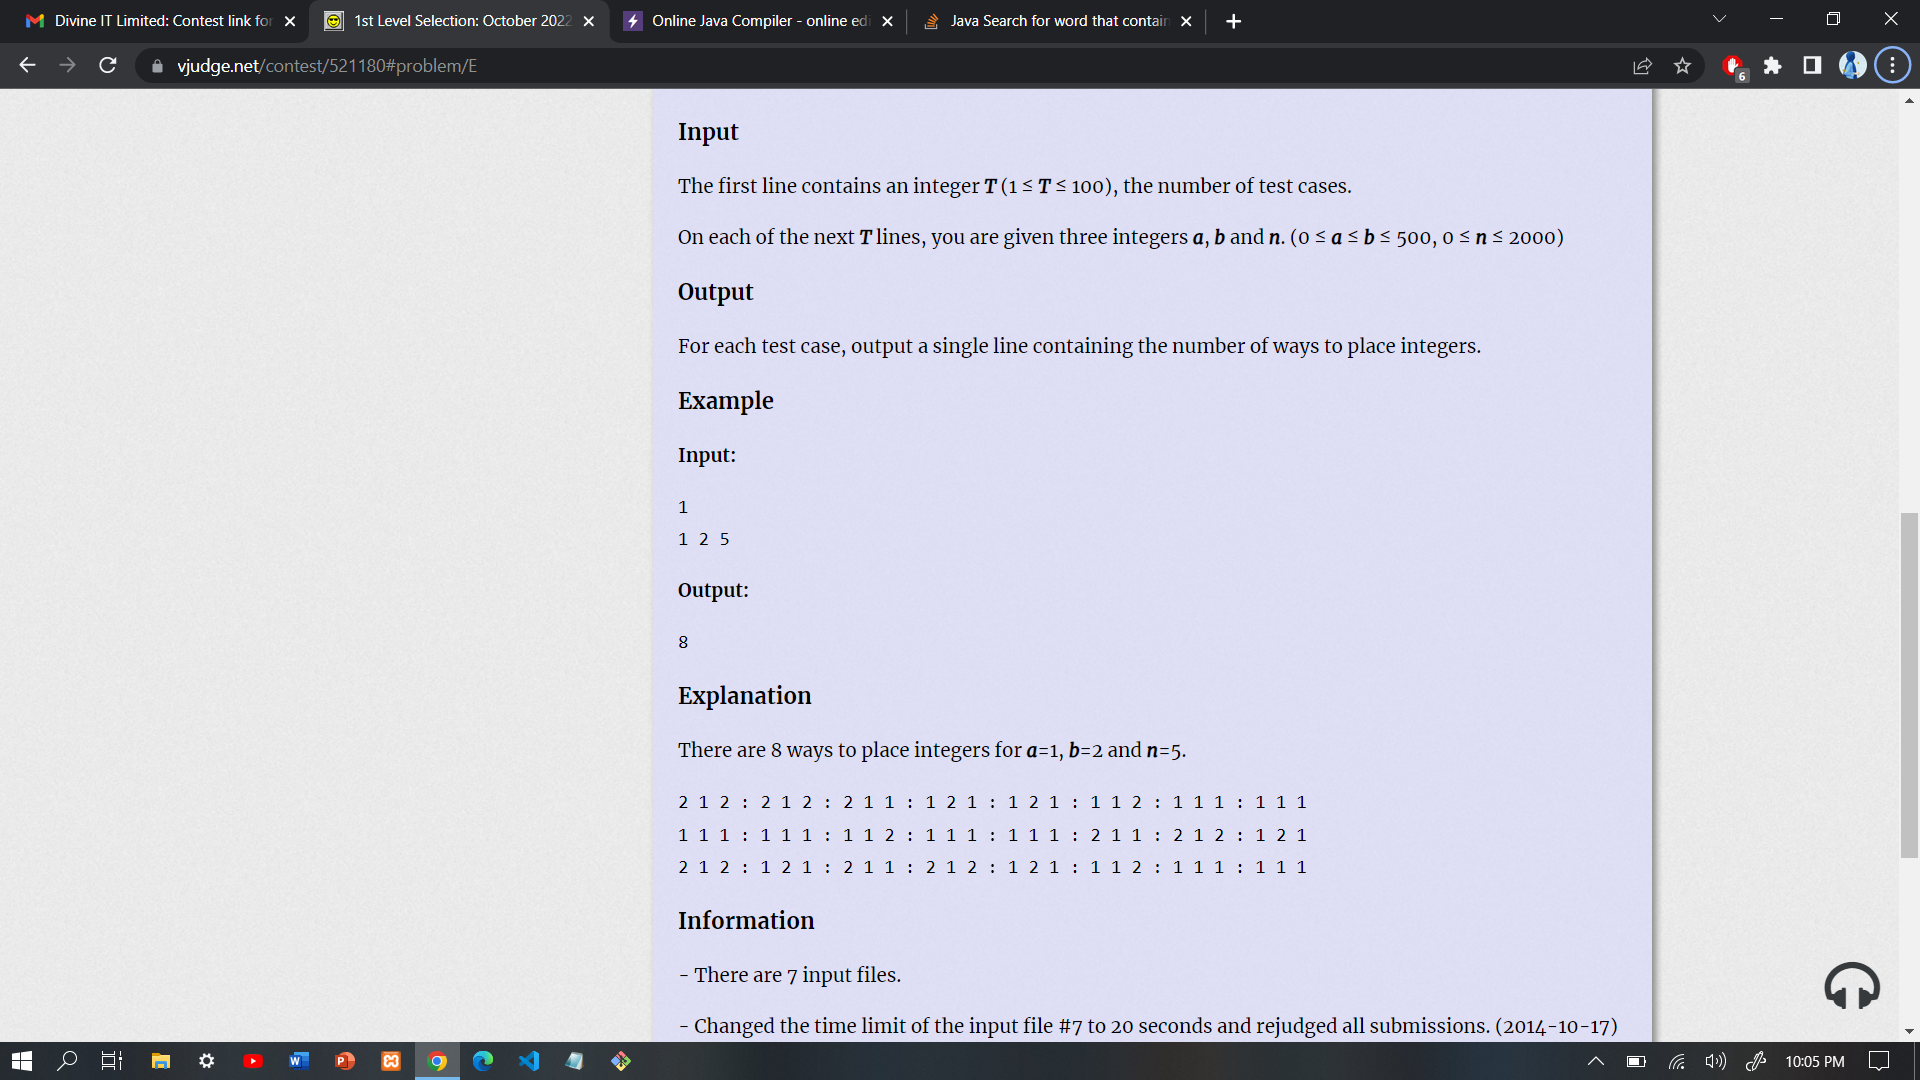 Divine IT Limited: Contest link for
1st Level Selection: October 2022
Online Java Compiler - online edi
Java Search for word that contain
vjudge.net/contest/521180#problem/E
6
Input
The first line contains an integer T (1 ≤ T ≤ 100), the number of test cases.
On each of the next T lines, you are given three integers a, b and n. (0 ≤ a ≤ b ≤ 500, 0 ≤ n ≤ 2000)
Output
For each test case, output a single line containing the number of ways to place integers.
Example
Input:
1
1 2 5
Output:
8
Explanation
There are 8 ways to place integers for a=1, b=2 and n=5.
2 1 2 : 2 1 2 : 2 1 1 : 1 2 1 : 1 2 1 : 1 1 2 : 1 1 1 : 1 1 1
1 1 1 : 1 1 1 : 1 1 2 : 1 1 1 : 1 1 1 : 2 1 1 : 2 1 2 : 1 2 1
2 1 2 : 1 2 1 : 2 1 1 : 2 1 2 : 1 2 1 : 1 1 2 : 1 1 1 : 1 1 1
Information
- There are 7 input files.
- Changed the time limit of the input file #7 to 20 seconds and rejudged all submissions. (2014-10-17)
10:05 PM